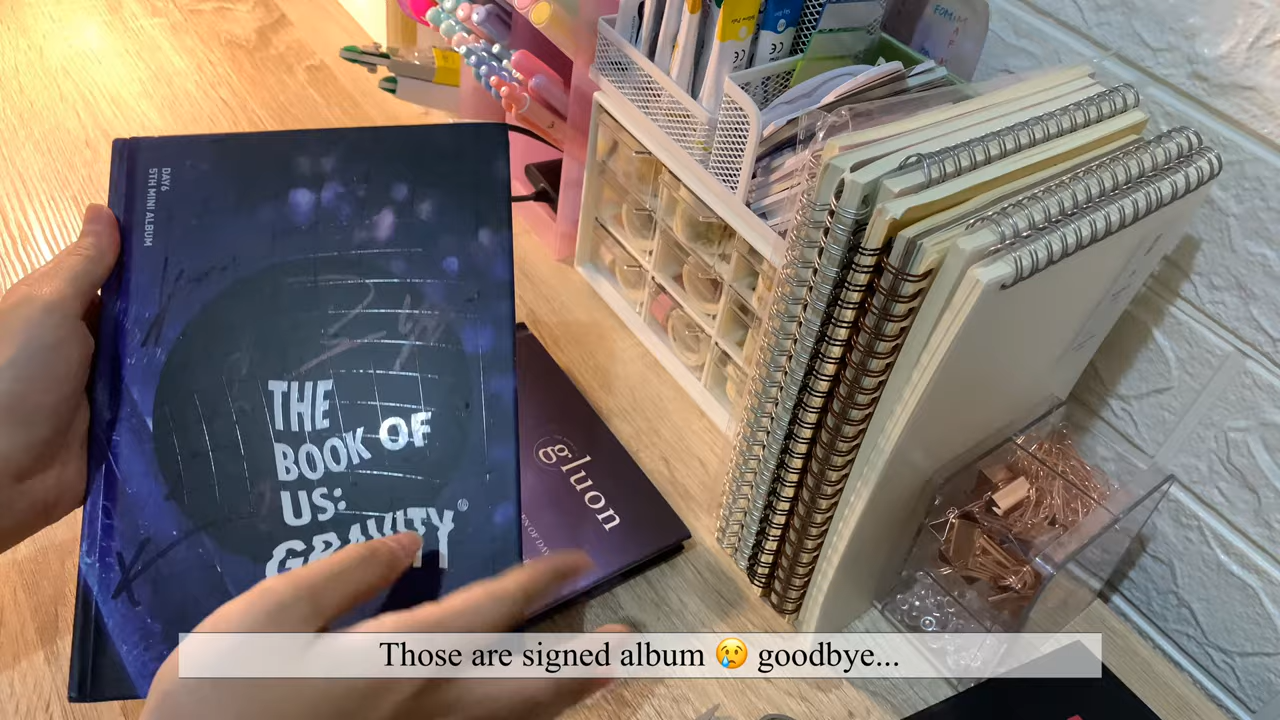 DAY6
5TH MINI ALBUM
THE
BOOK OF
US:
GRAVITY
gluon
Those are signed album 😢 goodbye...